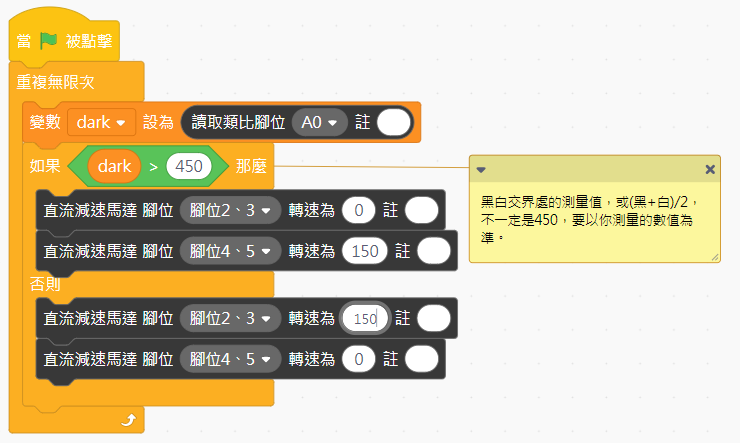 當 被點擊
重複無限次
變數 dark 設為 讀取類比腳位 A0 註
如果 dark > 450 那麼
直流減速馬達 腳位 腳位2、3 轉速為 0 註
直流減速馬達 腳位 腳位4、5 轉速為 150 註
否則
直流減速馬達 腳位 腳位2、3 轉速為 150 註
直流減速馬達 腳位 腳位4、5 轉速為 0 註
黑白交界處的測量值，或(黑+白)/2，
不一定是450，要以你測量的數值為
準。